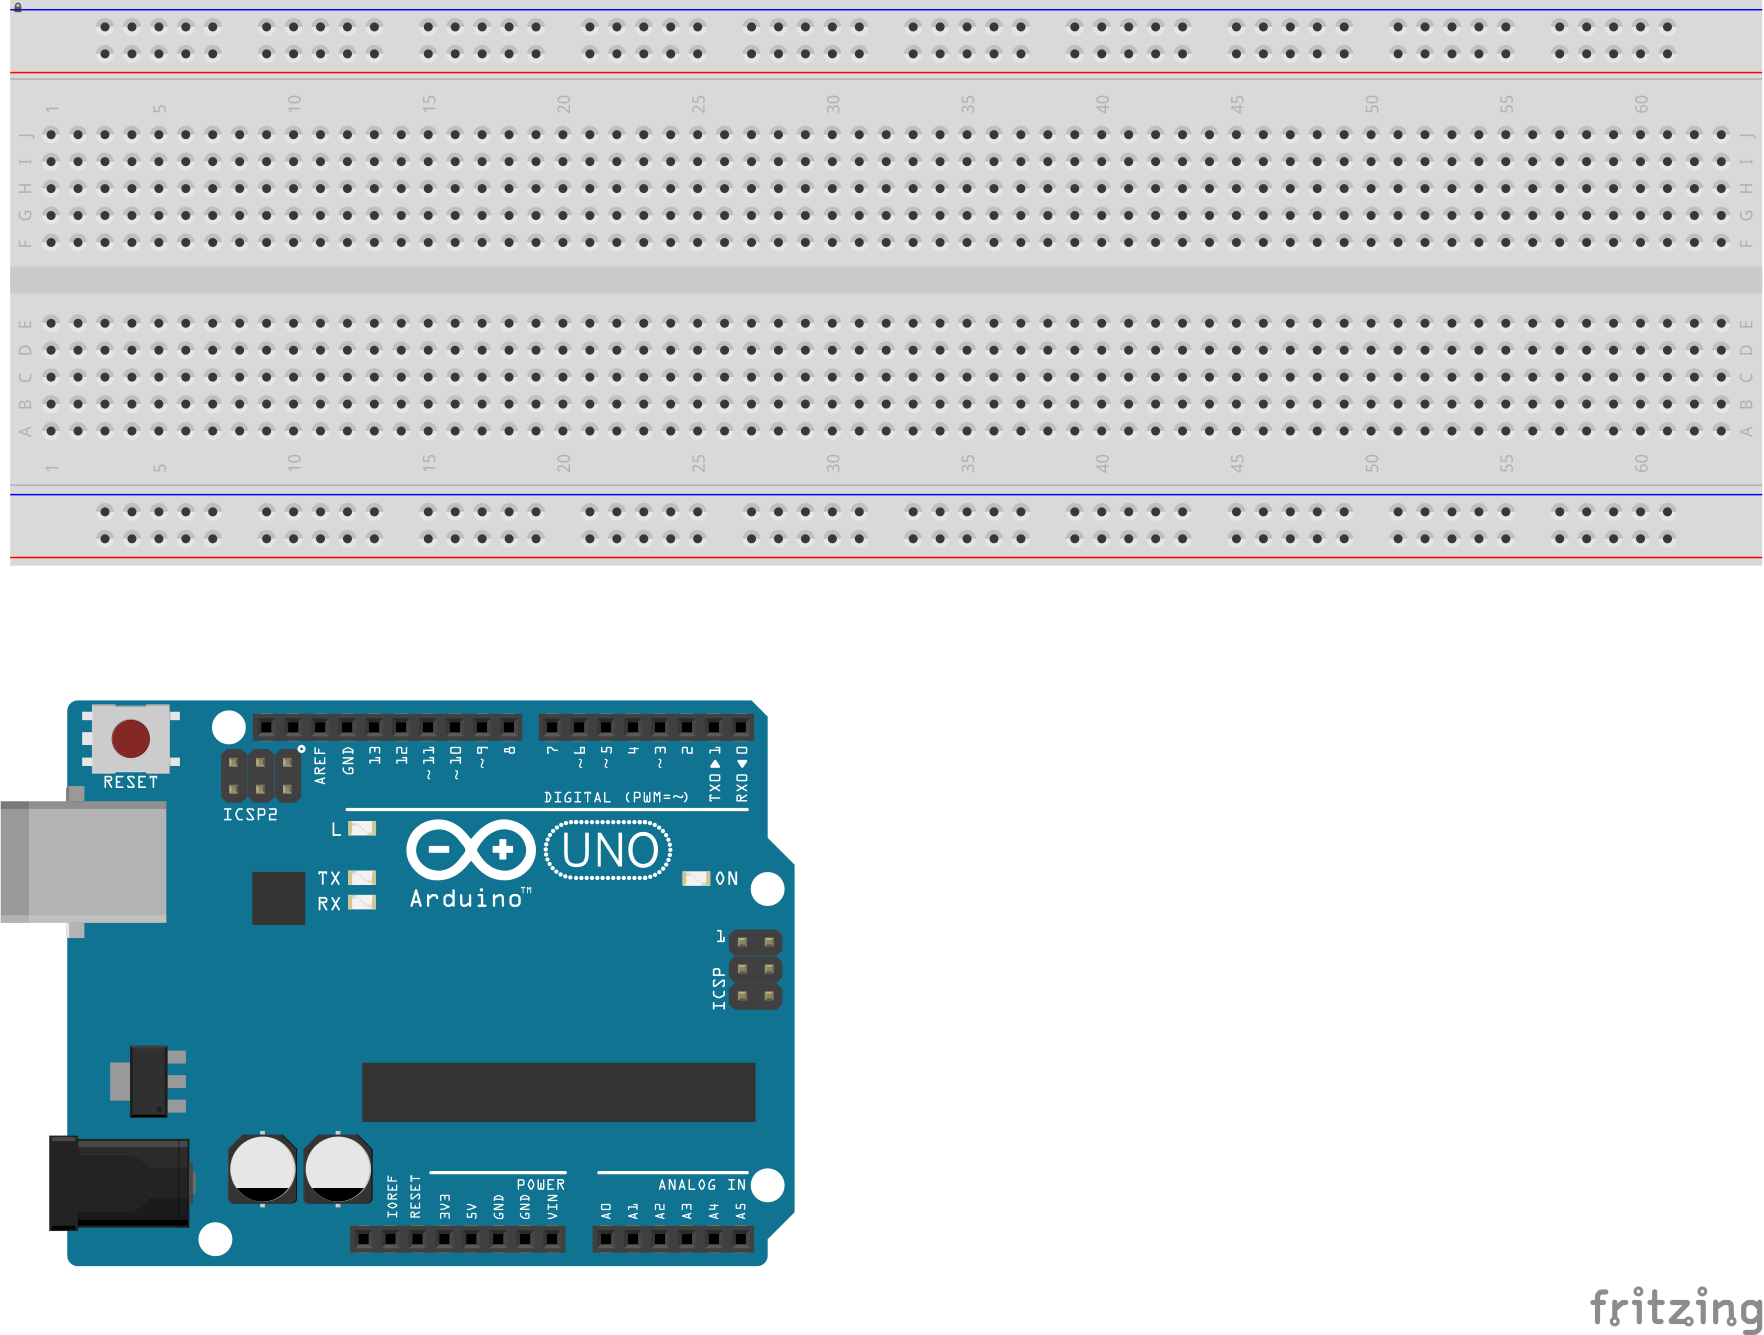 1 5 10 15 20 25 30 35 40 45 50 55 60
J J
I I
H H
G G
F F
E E
D D
C C
B B
A A
1 5 10 15 20 25 30 35 40 45 50 55 60
RESET
ICSP2
AREF GND 13 12 ~11 ~10 ~9 8 7 ~6 ~5 4 ~3 2 TX0▶1 RX0◀0
DIGITAL (PWM=~)
L
TX
RX
UNO
Arduino™
ON
1
ICSP
POWER
ANALOG IN
IOREF RESET 3V3 5V GND GND VIN A0 A1 A2 A3 A4 A5
fritzing